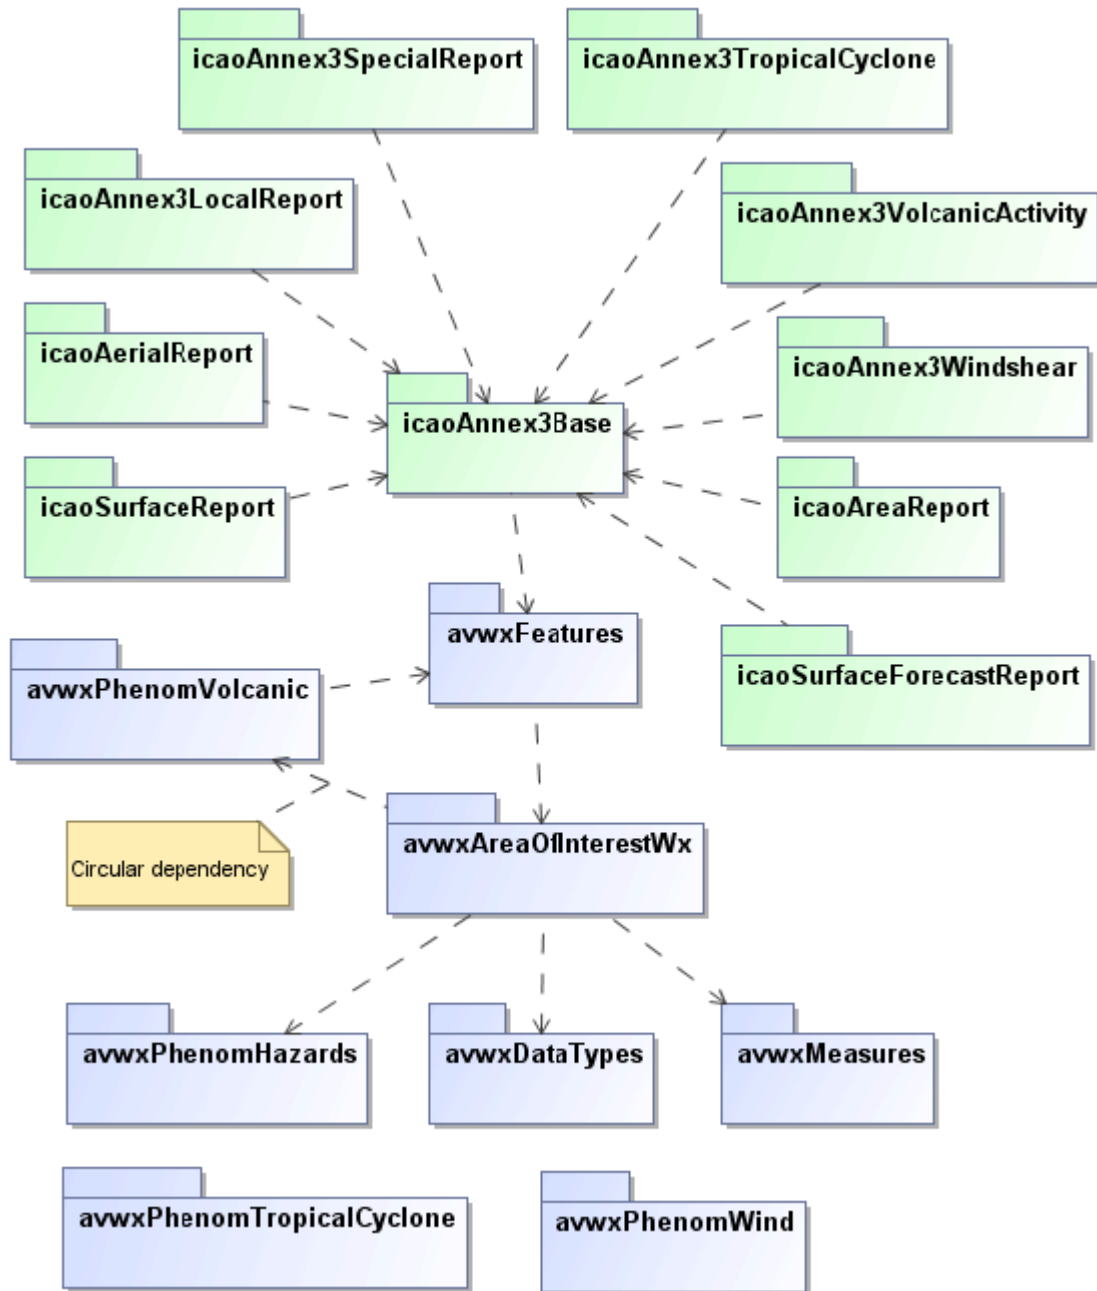 icaoAnnex3SpecialReport
icaoAnnex3TropicalCyclone
icaoAnnex3LocalReport
icaoAnnex3VolcanicActivity
icaoAerialReport
icaoAnnex3Windshear
icaoAnnex3Base
icaoSurfaceReport
icaoAreaReport
avwxFeatures
icaoSurfaceForecastReport
avwxPhenomVolcanic
avwxAreaOfInterestWx
Circular dependency
avwxPhenomHazards
avwxDataTypes
avwxMeasures
avwxPhenomTropicalCyclone
avwxPhenomWind